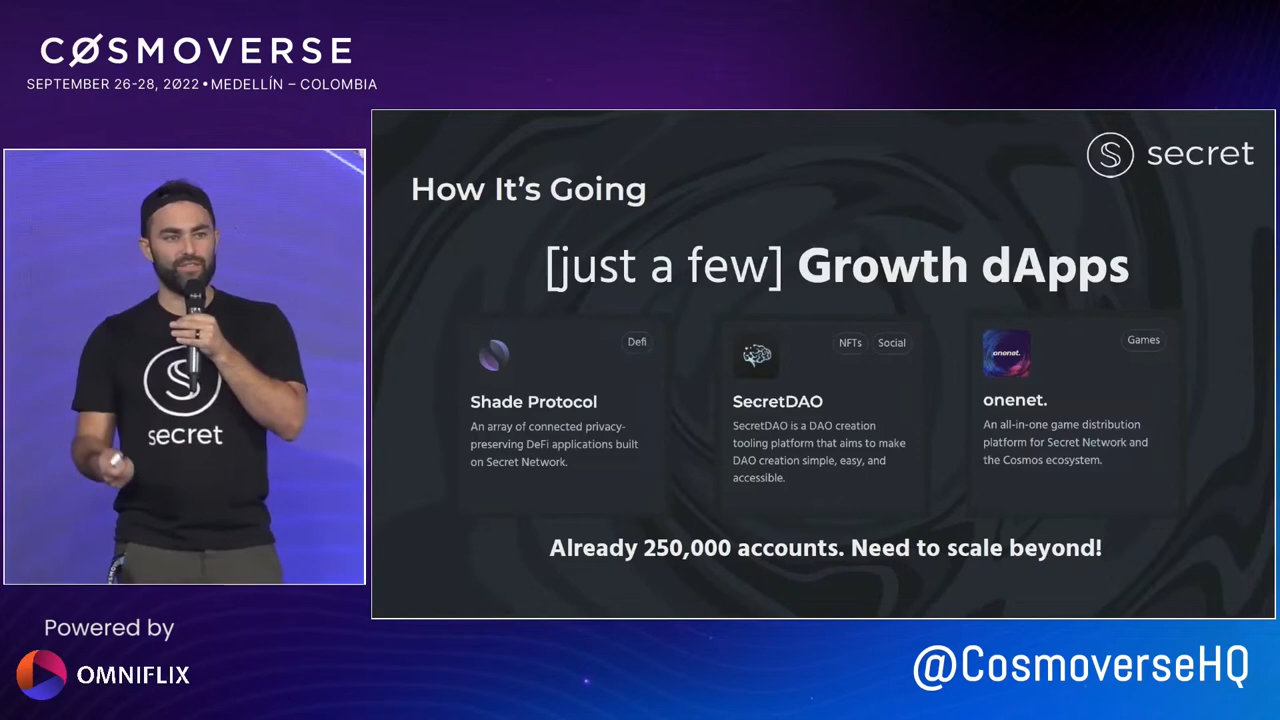 CØSMOVERSE
SEPTEMBER 26-28, 2Ø22 • MEDELLÍN – COLOMBIA
S secret
How It's Going
[just a few] Growth dApps
Defi
Shade Protocol
An array of connected privacy-
preserving DeFi applications built
on Secret Network.
NFTs Social
SecretDAO
SecretDAO is a DAO creation
tooling platform that aims to make
DAO creation simple, easy, and
accessible.
onenet.
Games
onenet.
An all-in-one game distribution
platform for Secret Network and
the Cosmos ecosystem.
Already 250,000 accounts. Need to scale beyond!
S
secret
Powered by
OMNIFLIX
@CosmoverseHQ